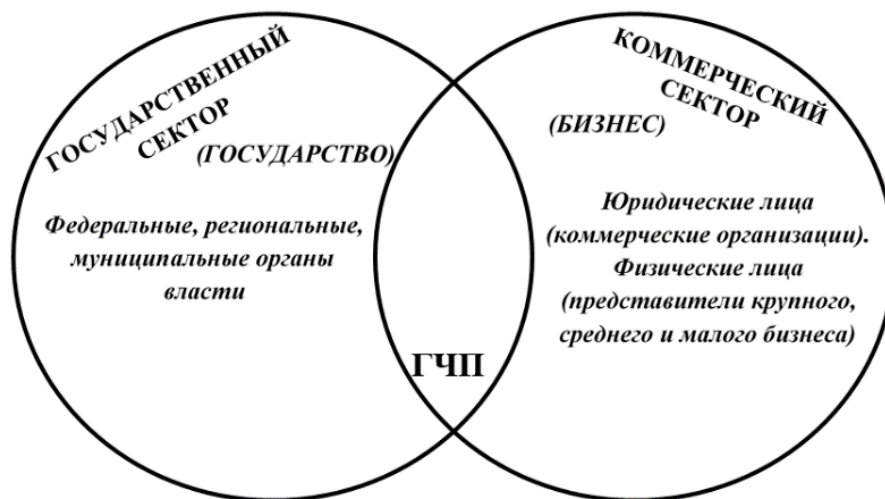 ГОСУДАРСТВЕННЫЙ
СЕКТОР
(ГОСУДАРСТВО)
Федеральные, региональные,
муниципальные органы
власти
КОММЕРЧЕСКИЙ
СЕКТОР
(БИЗНЕС)
Юридические лица
(коммерческие организации).
Физические лица
(представители крупного,
среднего и малого бизнеса)
ГЧП